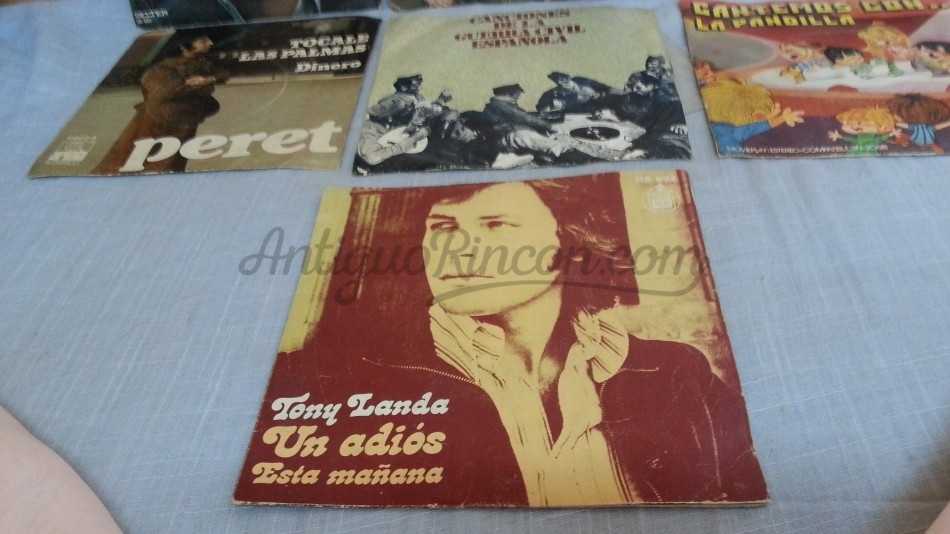 BELTER
TOCALE
LAS PALMAS
Dinero
peret
CANCIONES
DE LA
GUERRA CIVIL
ESPAÑOLA
CANTEMOS CON...
LA PANDILLA
Tony Landa
Un adiós
Esta mañana
AntiguoRincon.com